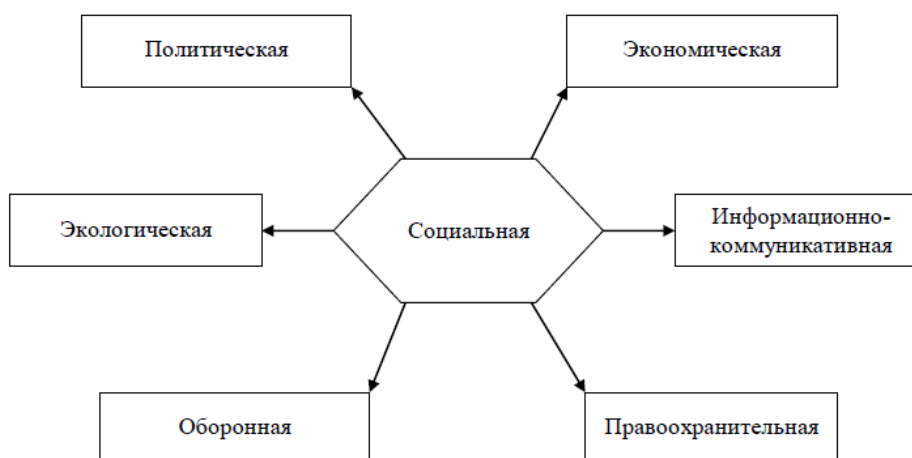 Политическая
Экономическая
Экологическая
Социальная
Информационно-
коммуникативная
Оборонная
Правоохранительная